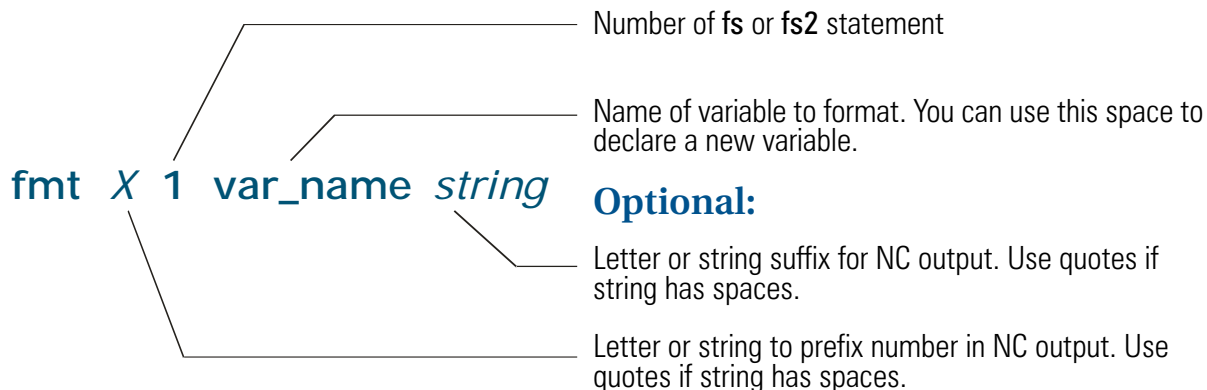 Number of fs or fs2 statement
Name of variable to format. You can use this space to
declare a new variable.
fmt X 1 var_name string
Optional:
Letter or string suffix for NC output. Use quotes if
string has spaces.
Letter or string to prefix number in NC output. Use
quotes if string has spaces.